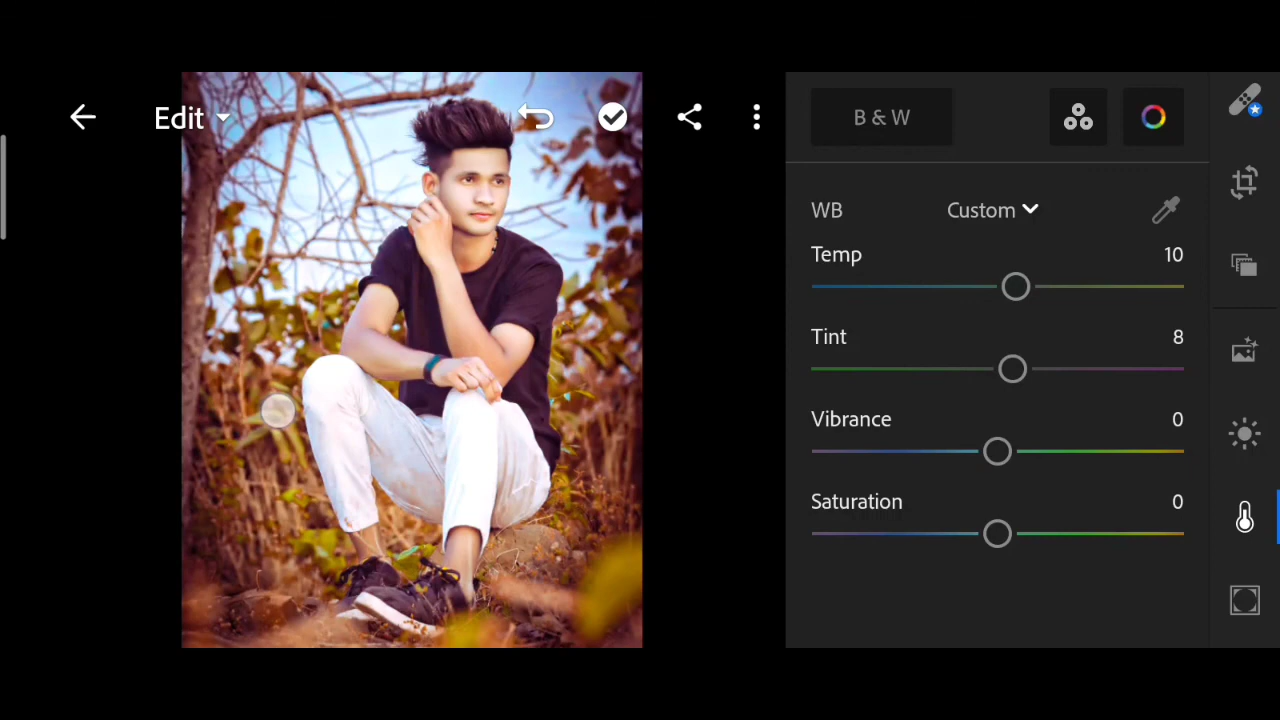 Edit
B & W
WB Custom
Temp 10
Tint 8
Vibrance 0
Saturation 0